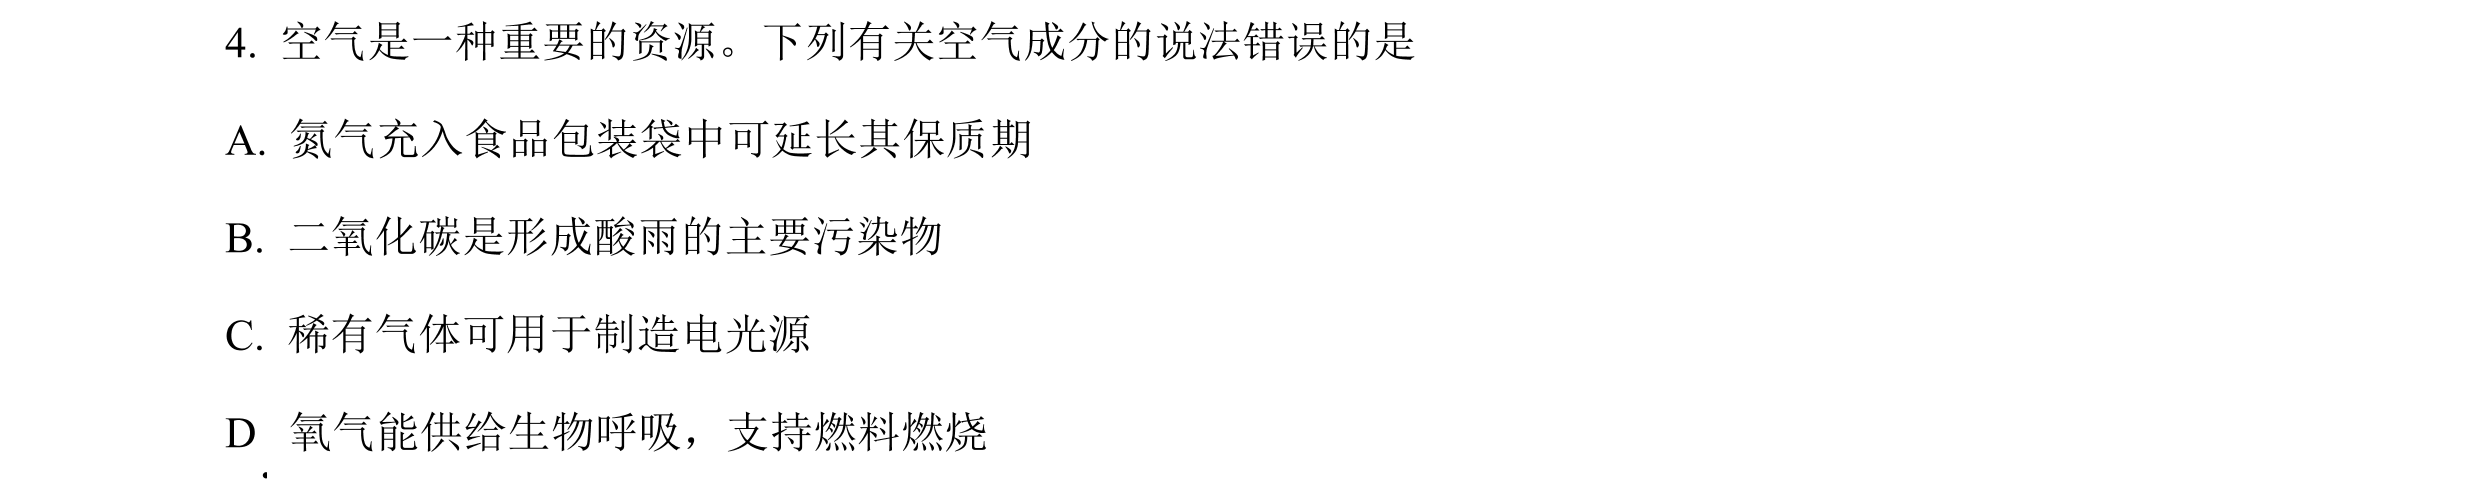 4. 空气是一种重要的资源。下列有关空气成分的说法错误的是
A. 氮气充入食品包装袋中可延长其保质期
B. 二氧化碳是形成酸雨的主要污染物
C. 稀有气体可用于制造电光源
D. 氧气能供给生物呼吸，支持燃料燃烧